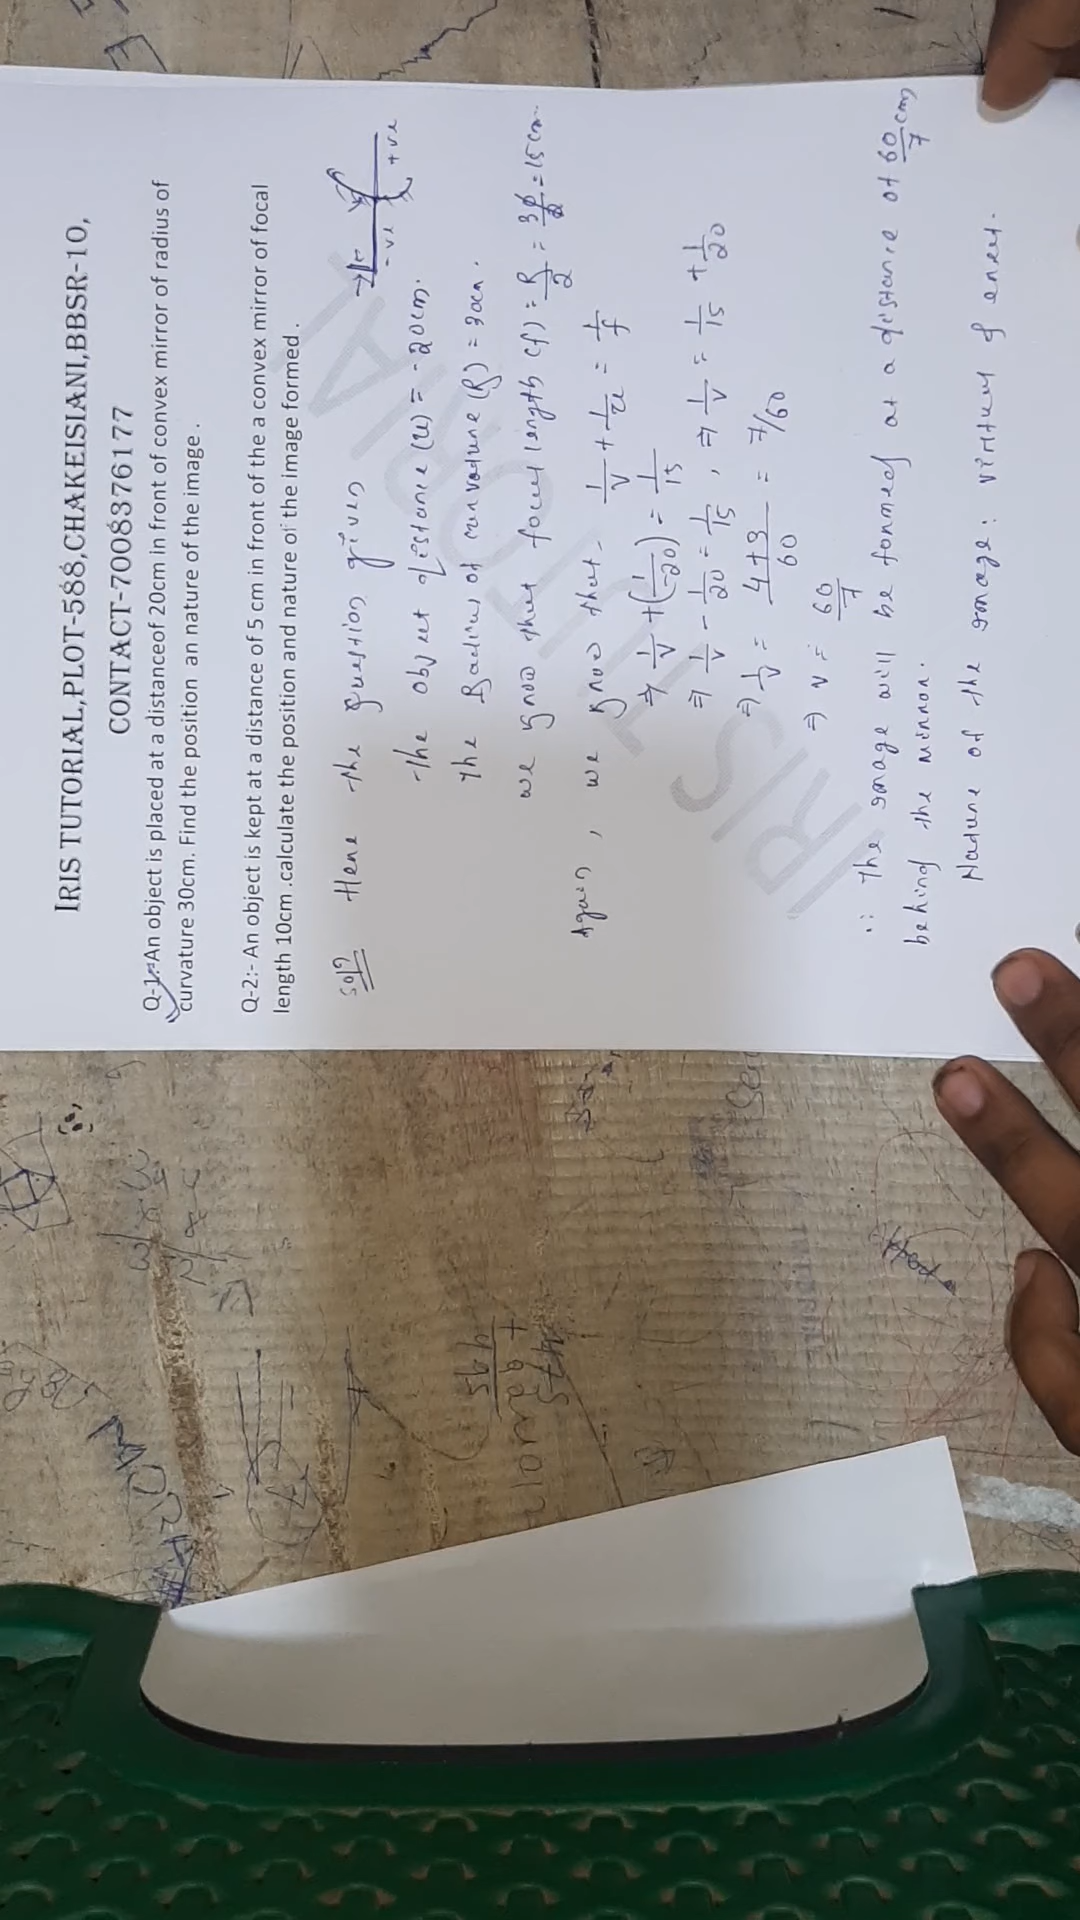 IRIS TUTORIAL,PLOT-588,CHAKEISIANI,BBSR-10,
CONTACT-7008376177
Q-1:-An object is placed at a distanceof 20cm in front of convex mirror of radius of
curvature 30cm. Find the position an nature of the image .
Q-2:- An object is kept at a distance of 5 cm in front of the a convex mirror of focal
length 10cm .calculate the position and nature of the image formed .
Solⁿ Here the question given
-ve +ve
the object distance (u) = -20cm.
the Radius of curvature (R) = 30cm.
we know that focal length (f) = R/2 = 30/2 = 15cm.
Again, we know that, 1/v + 1/u = 1/f
⇒ 1/v + (1/-20) = 1/15
⇒ 1/v - 1/20 = 1/15, ⇒ 1/v = 1/15 + 1/20
⇒ 1/v = 4+3/60 = 7/60
⇒ v = 60/7
∴ The image will be formed at a distance of 60/7 cm
behind the mirror.
Nature of the image: virtual & erect.
IRIS TUTORIAL